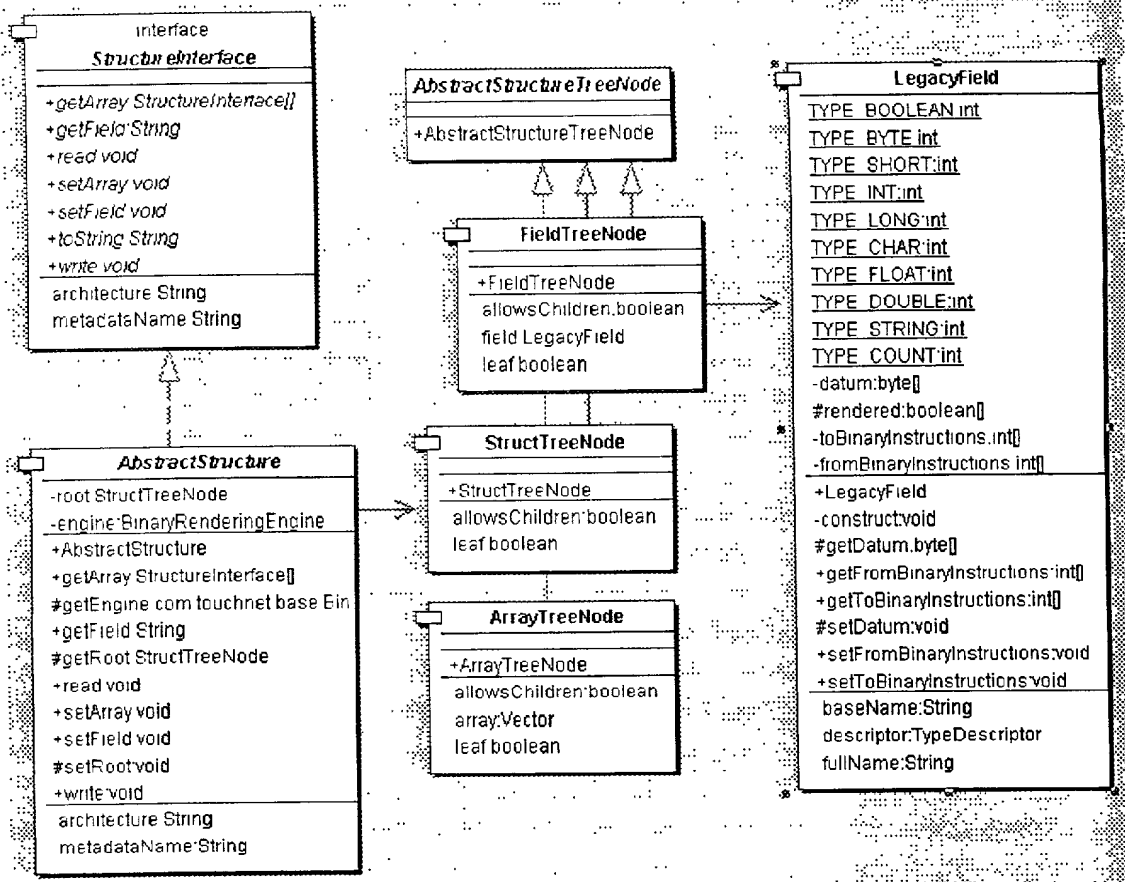 interface
StructureInterface
+getArray StructureInterface[]
+getField:String
+read void
+setArray void
+setField void
+toString String
+write void
architecture String
metadataName String
AbstractStructure
-root StructTreeNode
-engine:BinaryRenderingEngine
+AbstractStructure
+getArray StructureInterface[]
#getEngine com touchnet base Bin
+getField String
#getRoot StructTreeNode
+read void
+setArray void
+setField void
#setRoot:void
+write void
architecture String
metadataName:String
AbstractStructureTreeNode
+AbstractStructureTreeNode
FieldTreeNode
+FieldTreeNode
allowsChildren.boolean
field LegacyField
leaf boolean
StructTreeNode
+StructTreeNode
allowsChildren:boolean
leaf boolean
ArrayTreeNode
+ArrayTreeNode
allowsChildren:boolean
array:Vector
leaf boolean
LegacyField
TYPE_BOOLEAN int
TYPE_BYTE int
TYPE_SHORT:int
TYPE_INT:int
TYPE_LONG:int
TYPE_CHAR:int
TYPE_FLOAT:int
TYPE_DOUBLE:int
TYPE_STRING:int
TYPE_COUNT:int
-datum:byte[]
#rendered:boolean[]
-toBinaryInstructions.int[]
-fromBinaryInstructions int[]
+LegacyField
-construct:void
#getDatum.byte[]
+getFromBinaryInstructions:int[]
+getToBinaryInstructions:int[]
#setDatum:void
+setFromBinaryInstructions:void
+setToBinaryInstructions:void
baseName:String
descriptor:TypeDescriptor
fullName:String